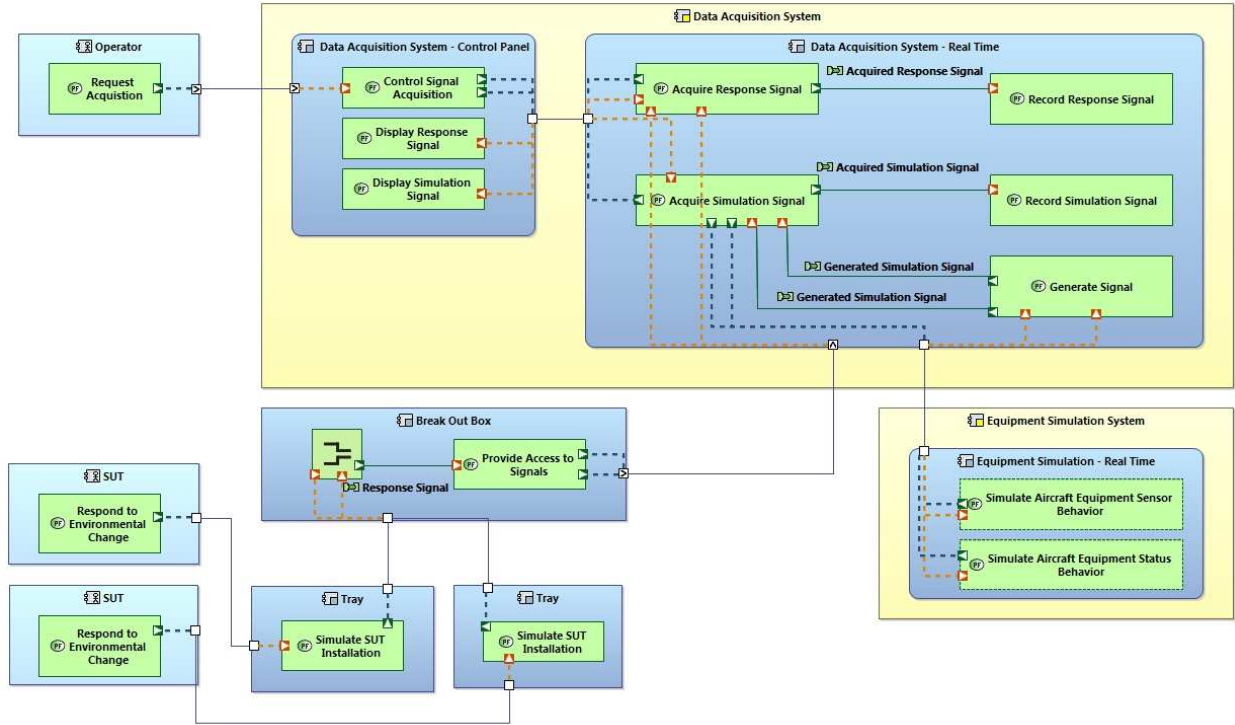 Data Acquisition System
Operator
Request
Acquistion
Data Acquisition System - Control Panel
Control Signal
Acquisition
Display Response
Signal
Display Simulation
Signal
Data Acquisition System - Real Time
Acquire Response Signal
Acquired Response Signal
Record Response Signal
Acquired Simulation Signal
Acquire Simulation Signal
Record Simulation Signal
Generated Simulation Signal
Generated Simulation Signal
Generate Signal
Break Out Box
Provide Access to
Signals
Response Signal
Equipment Simulation System
Equipment Simulation - Real Time
Simulate Aircraft Equipment Sensor
Behavior
Simulate Aircraft Equipment Status
Behavior
SUT
Respond to
Environmental
Change
SUT
Respond to
Environmental
Change
Tray
Simulate SUT
Installation
Tray
Simulate SUT
Installation